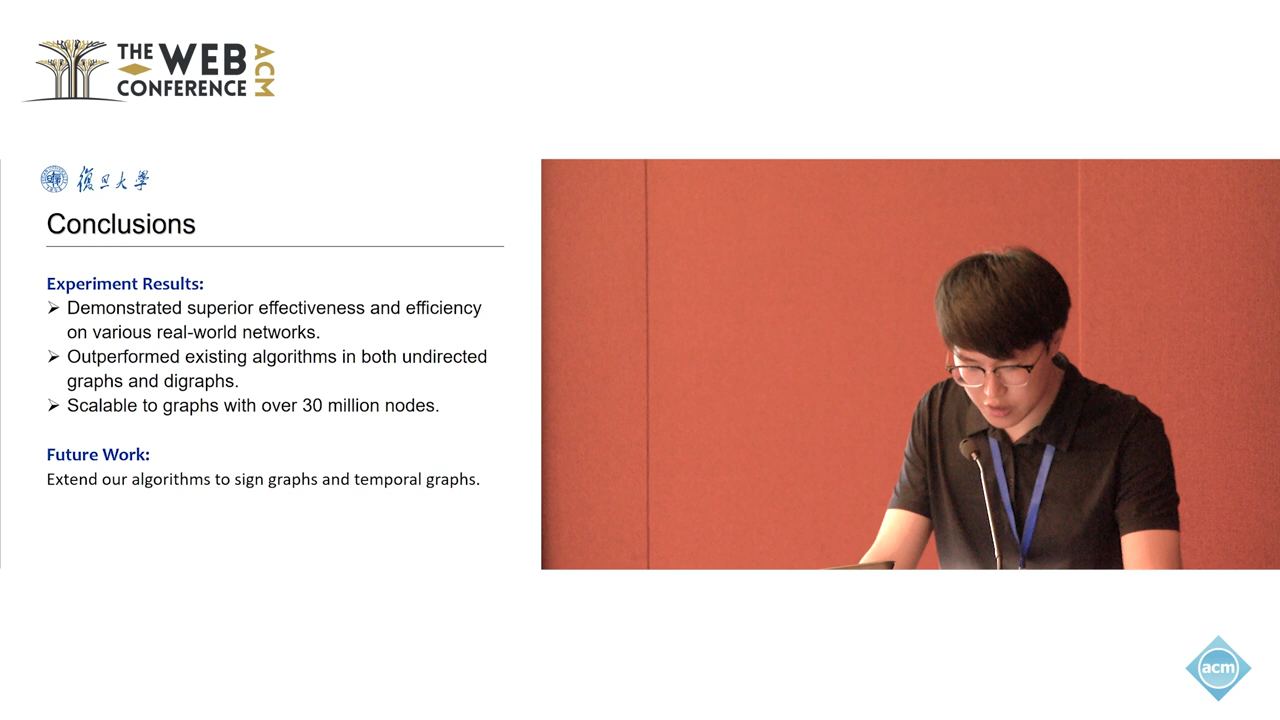 THE WEB
CONFERENCE
ACM
復旦大學
Conclusions
Experiment Results:
➢ Demonstrated superior effectiveness and efficiency
on various real-world networks.
➢ Outperformed existing algorithms in both undirected
graphs and digraphs.
➢ Scalable to graphs with over 30 million nodes.
Future Work:
Extend our algorithms to sign graphs and temporal graphs.
acm